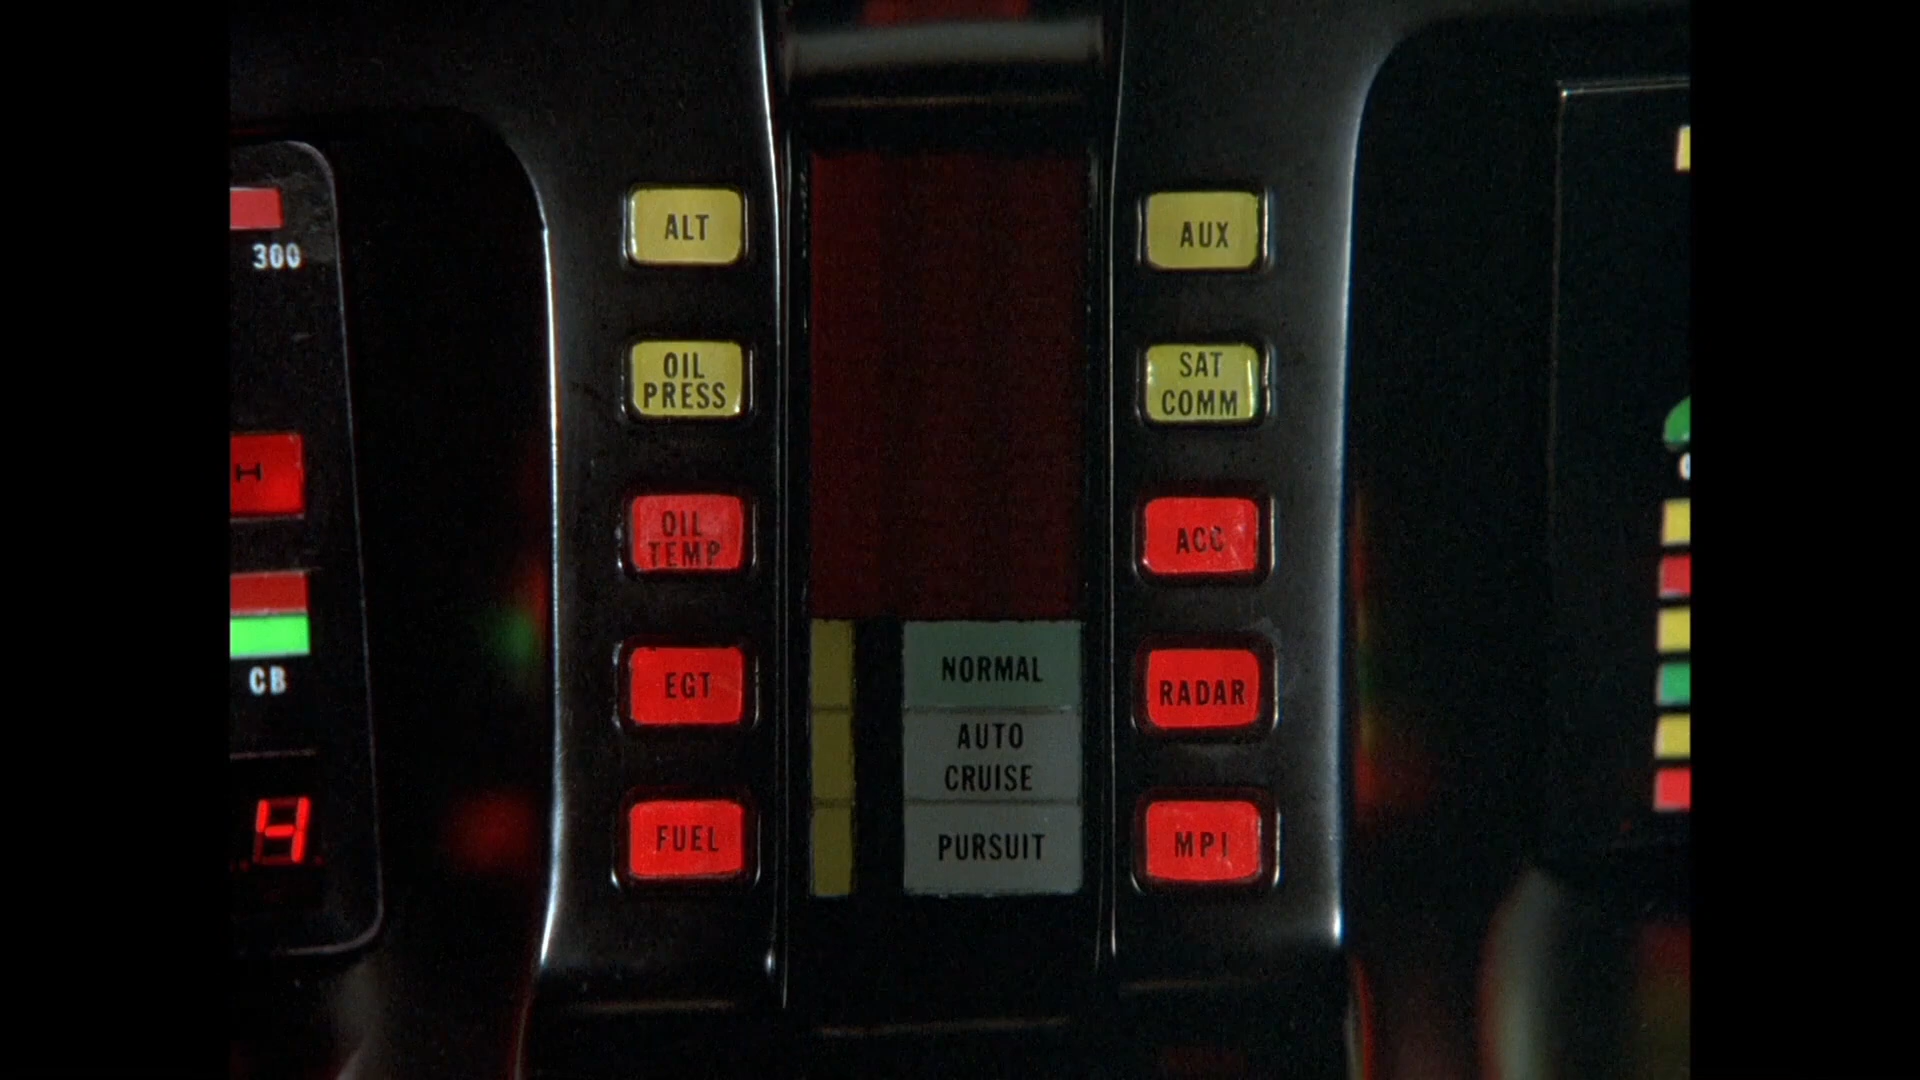 300
H
CB
4
ALT
OIL
PRESS
OIL
TEMP
EGT
FUEL
NORMAL
AUTO
CRUISE
PURSUIT
AUX
SAT
COMM
ACC
RADAR
MPI